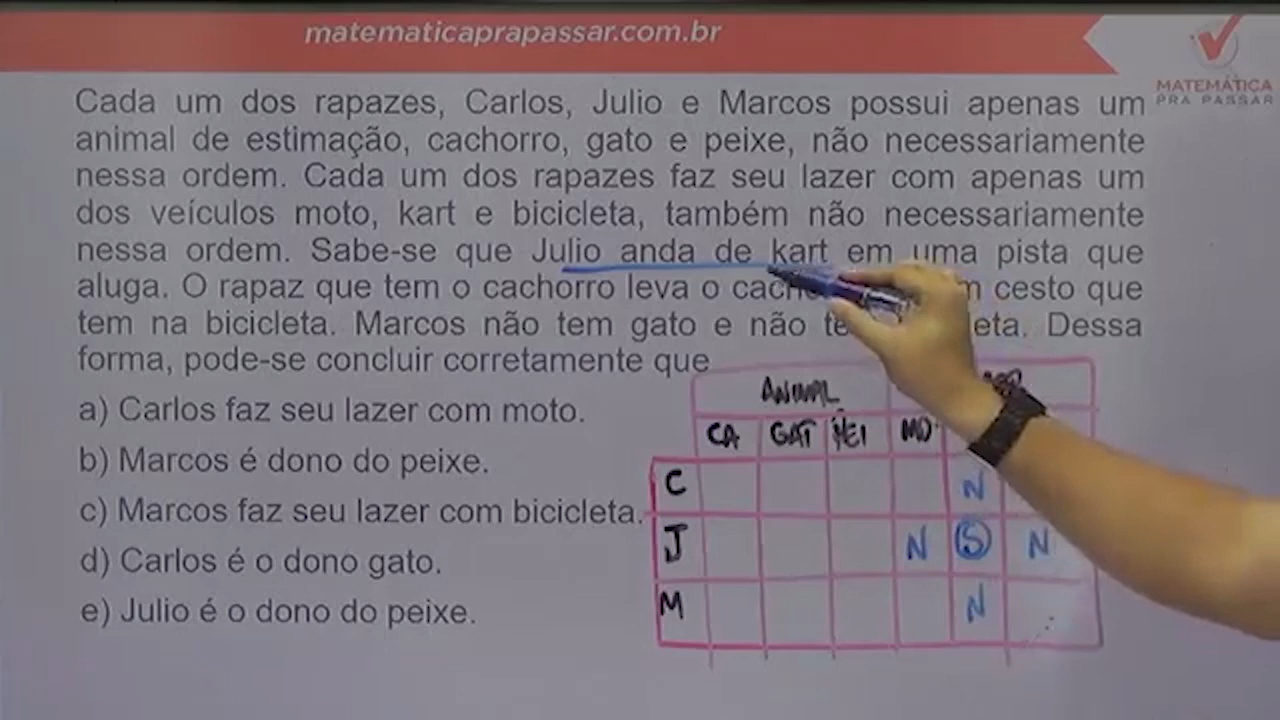 matematicaprapassar.com.br
MATEMÁTICA
PRA PASSAR
Cada um dos rapazes, Carlos, Julio e Marcos possui apenas um
animal de estimação, cachorro, gato e peixe, não necessariamente
nessa ordem. Cada um dos rapazes faz seu lazer com apenas um
dos veículos moto, kart e bicicleta, também não necessariamente
nessa ordem. Sabe-se que Julio anda de kart em uma pista que
aluga. O rapaz que tem o cachorro leva o cesto que
tem na bicicleta. Marcos não tem gato e não Dessa
forma, pode-se concluir corretamente que
a) Carlos faz seu lazer com moto.
b) Marcos é dono do peixe.
c) Marcos faz seu lazer com bicicleta.
d) Carlos é o dono gato.
e) Julio é o dono do peixe.
ANIMAL
CA GAT PEI MO
C N
J N S N
M N